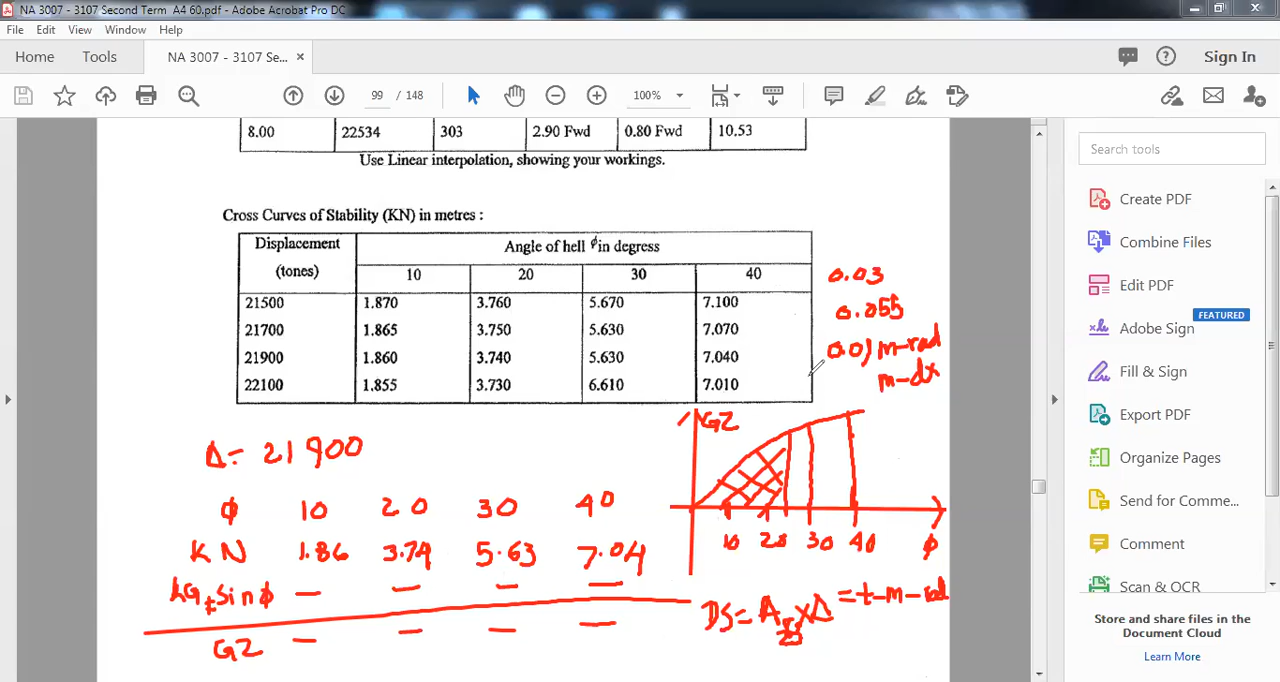 NA 3007 - 3107 Second Term A4 60.pdf - Adobe Acrobat Pro DC
File Edit View Window Help
Home Tools NA 3007 - 3107 Se... × Sign In
99 / 148 100%
8.00 22534 303 2.90 Fwd 0.80 Fwd 10.53
Use Linear interpolation, showing your workings.
Cross Curves of Stability (KN) in metres :
Displacement (tones) Angle of hell ϕ in degrees
10 20 30 40
21500 1.870 3.760 5.670 7.100
21700 1.865 3.750 5.630 7.070
21900 1.860 3.740 5.630 7.040
22100 1.855 3.730 6.610 7.010
0.03
0.055
0.0) m-rad
m-dx
Δ= 21900
ϕ 10 20 30 40
KN 1.86 3.74 5.63 7.04
KGt sinϕ — — — —
GZ — — — —
GZ
10 20 30 40 ϕ
DS= A x Δ = t-m-rad
Search tools
Create PDF
Combine Files
Edit PDF
Export PDF
FEATURED
Adobe Sign
Fill & Sign
Export PDF
Organize Pages
Send for Comme...
Comment
Scan & OCR
Store and share files in the
Document Cloud
Learn More